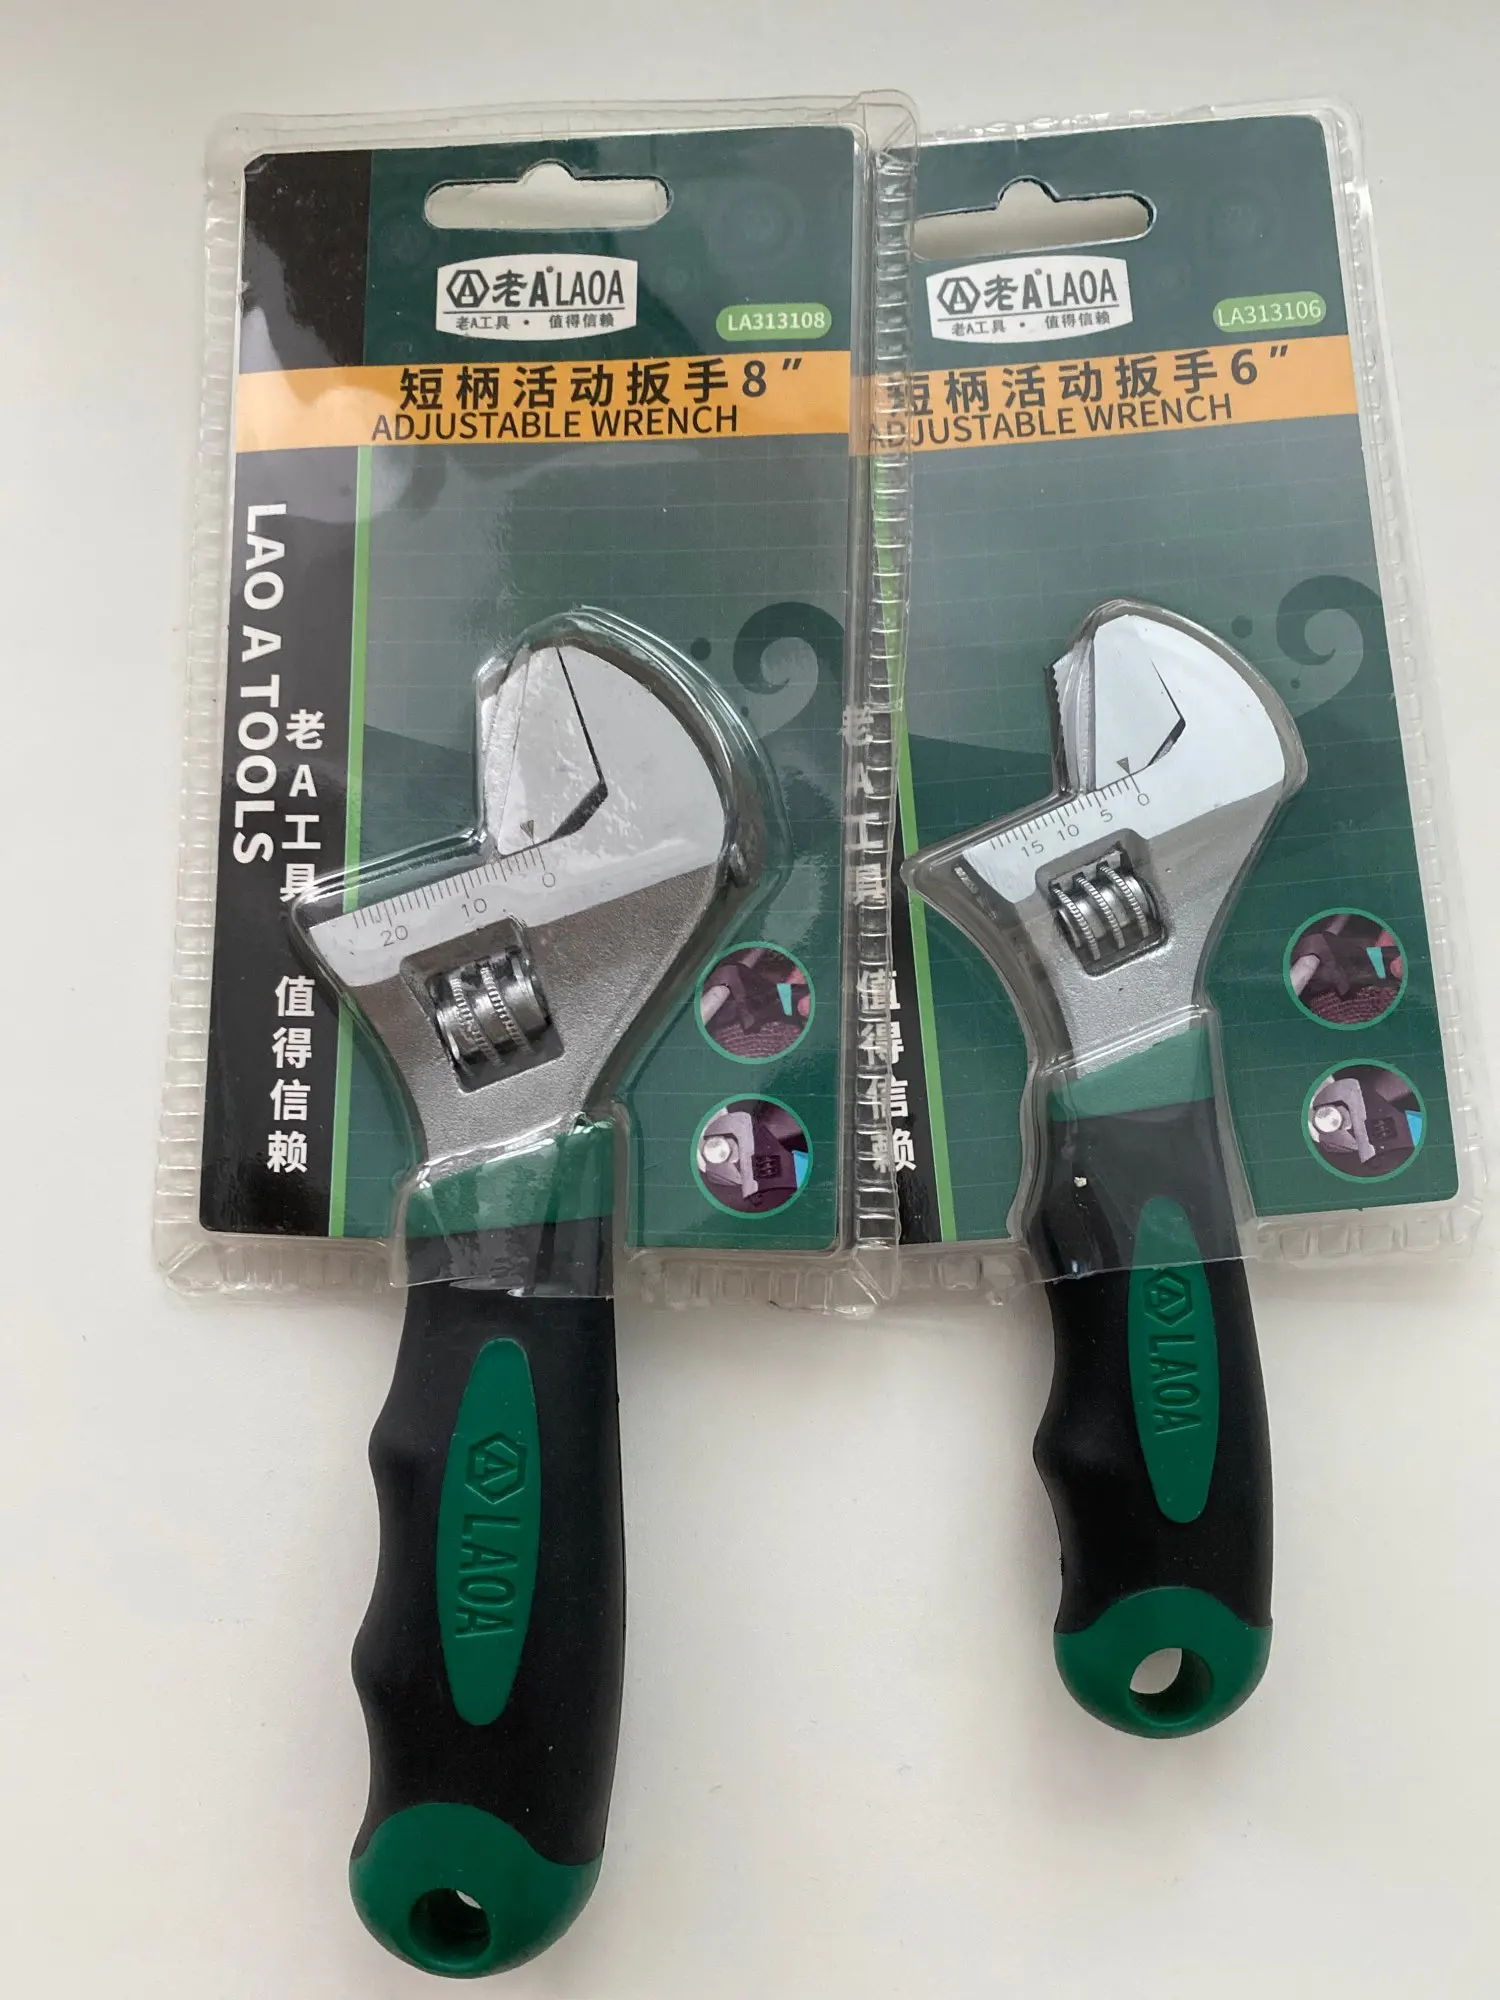 老A LAOA
老A工具 · 值得信赖
LA313108
短柄活动扳手8″
ADJUSTABLE WRENCH
LAO A TOOLS
老A工具 值得信赖
0
10
20
LAOA
老A LAOA
老A工具 · 值得信赖
LA313106
短柄活动扳手6″
ADJUSTABLE WRENCH
老A工具 值得信赖
0
5
10
15
LAOA